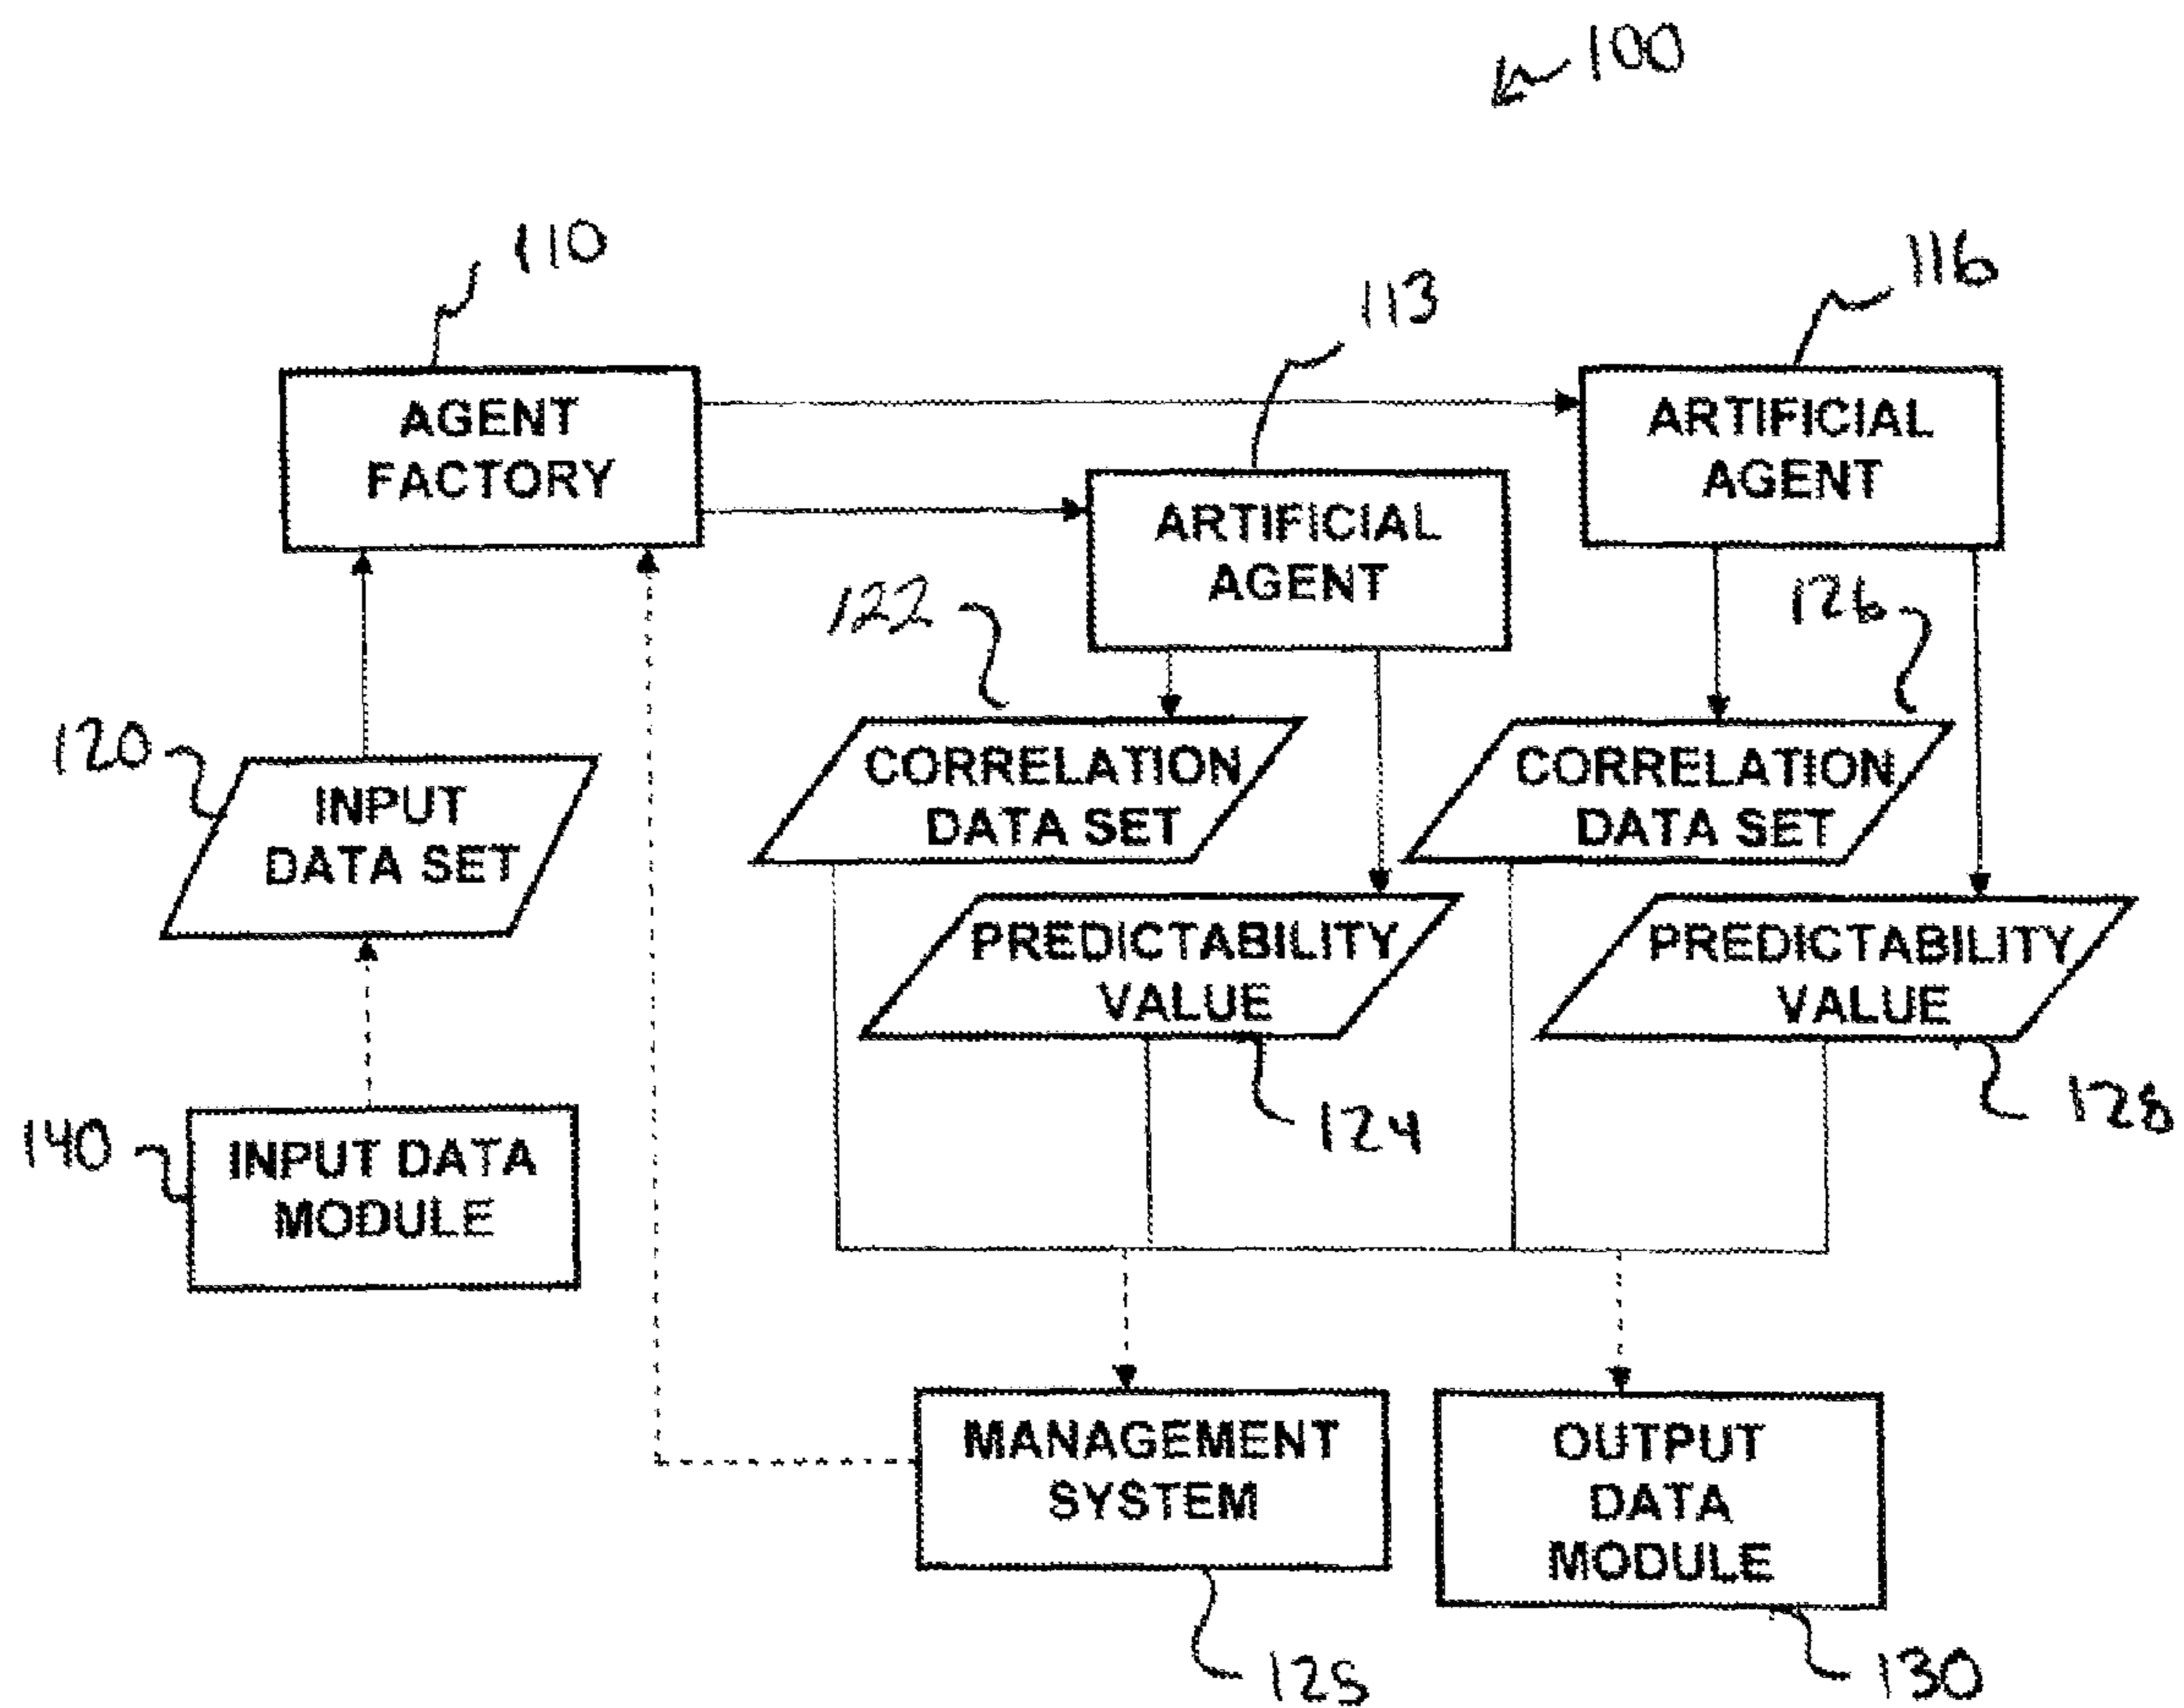 100
110
113
116
AGENT
FACTORY
ARTIFICIAL
AGENT
ARTIFICIAL
AGENT
122
126
120
INPUT
DATA SET
CORRELATION
DATA SET
CORRELATION
DATA SET
PREDICTABILITY
VALUE
PREDICTABILITY
VALUE
124
128
140
INPUT DATA
MODULE
MANAGEMENT
SYSTEM
OUTPUT
DATA
MODULE
125
130